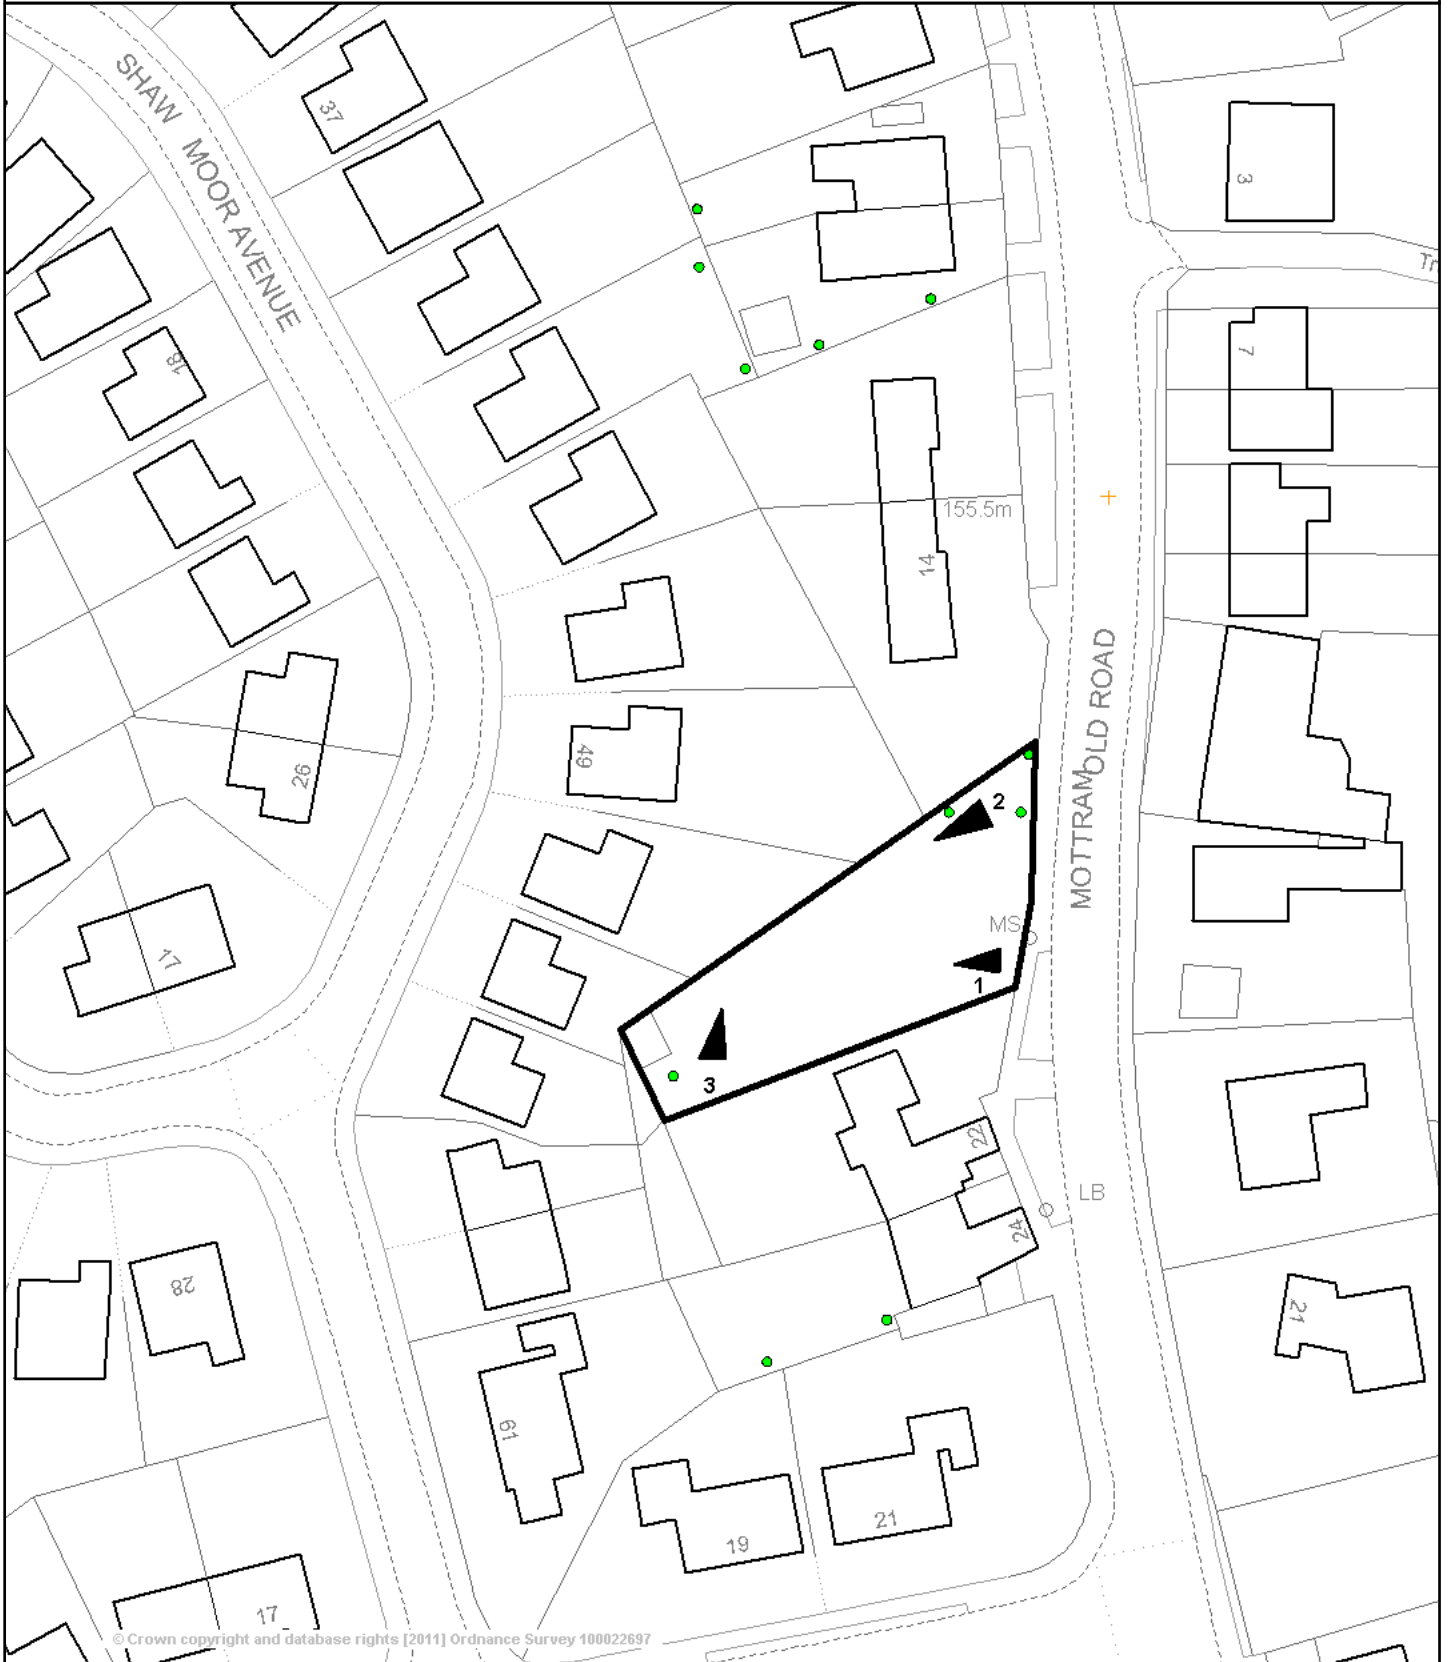 SHAW MOOR AVENUE
37
3
Tr
18
7
155.5m
14
MOTTRAM OLD ROAD
49
26
2
17
MS
1
3
22
LB
24
28
21
61
21
19
17
© Crown copyright and database rights [2011] Ordnance Survey 100022697